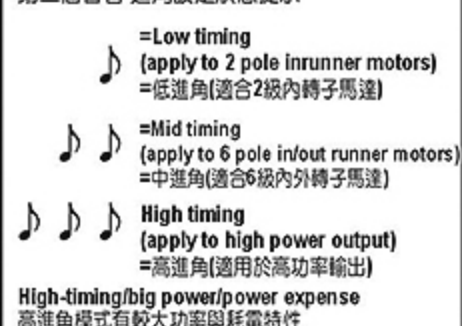 =Low timing
(apply to 2 pole inrunner motors)
=低進角(適合2級內轉子馬達)
=Mid timing
(apply to 6 pole in/out runner motors)
=中進角(適合6級內外轉子馬達)
High timing
(apply to high power output)
=高進角(適用於高功率輸出)
High-timing/big power/power expense
高進角模式有較大功率與耗電特性